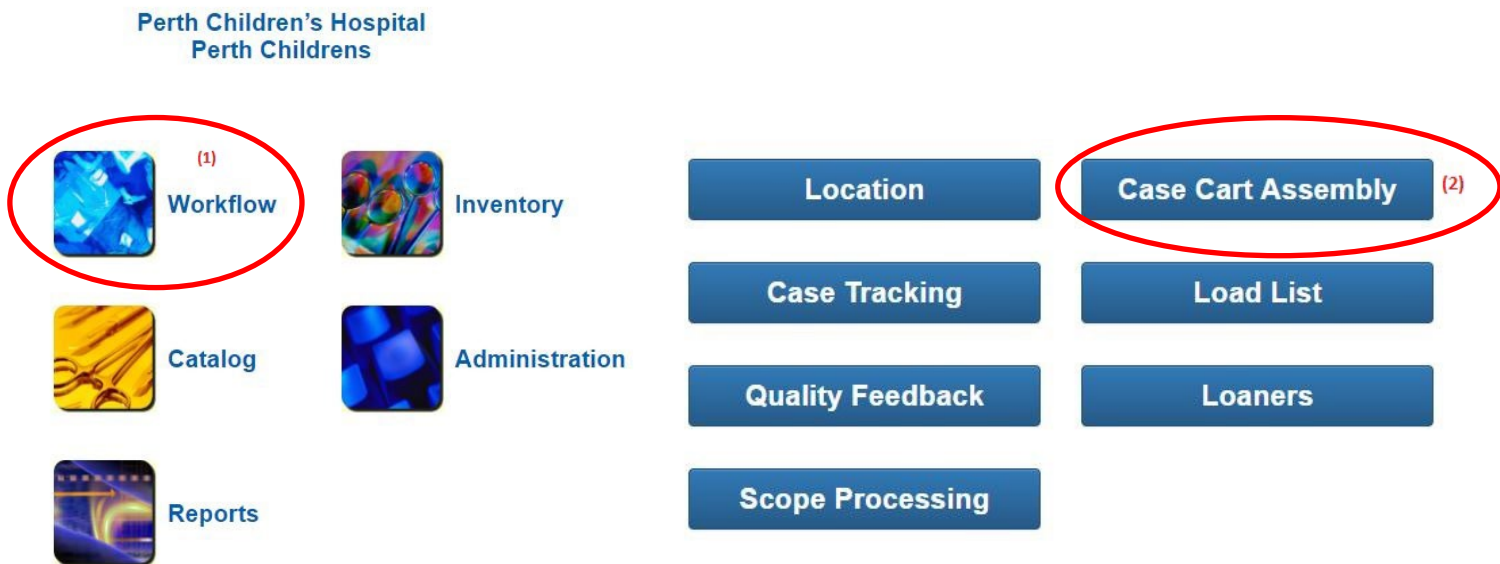 Perth Children’s Hospital
Perth Childrens
(1)
Workflow
Inventory
Catalog
Administration
Reports
Location
Case Cart Assembly
(2)
Case Tracking
Load List
Quality Feedback
Loaners
Scope Processing